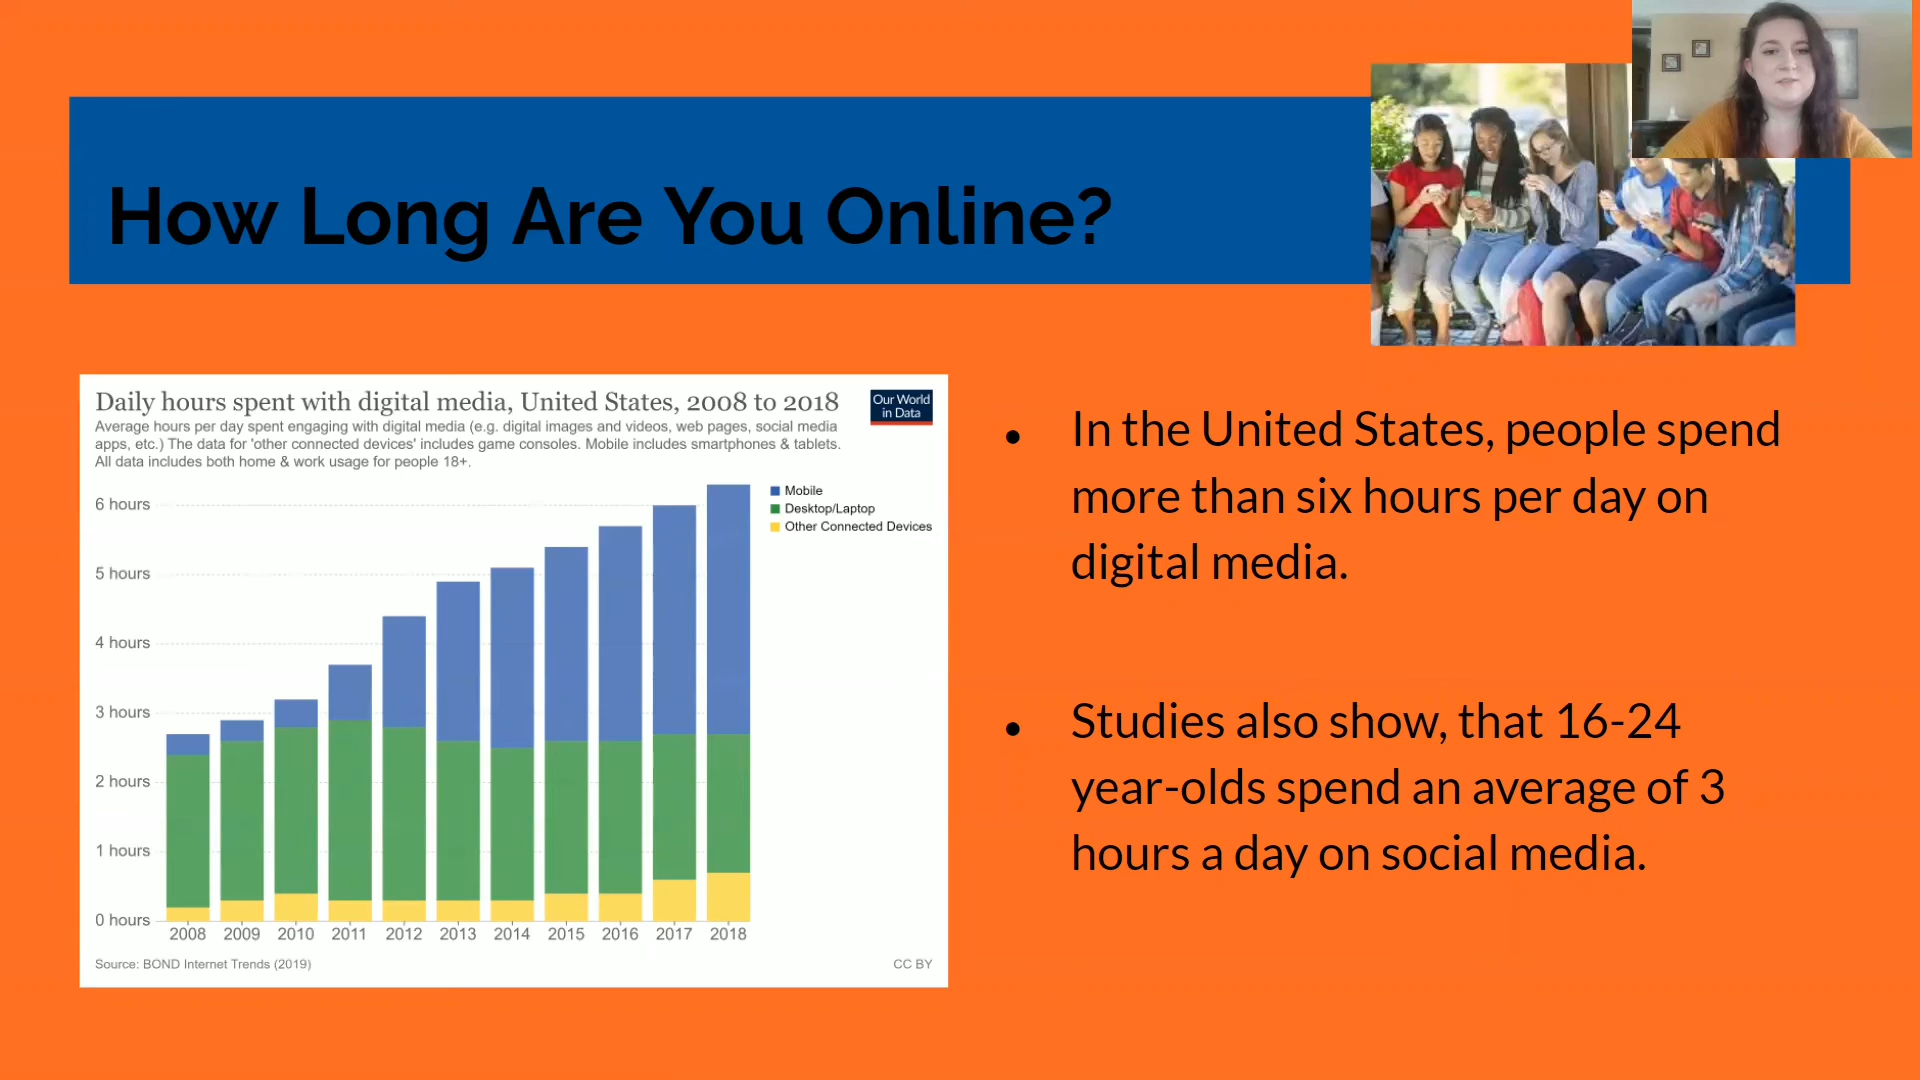 How Long Are You Online?
Daily hours spent with digital media, United States, 2008 to 2018
Our World
in Data
Average hours per day spent engaging with digital media (e.g. digital images and videos, web pages, social media
apps, etc.) The data for 'other connected devices' includes game consoles. Mobile includes smartphones & tablets.
All data includes both home & work usage for people 18+.
Mobile
Desktop/Laptop
Other Connected Devices
6 hours
5 hours
4 hours
3 hours
2 hours
1 hours
0 hours
2008 2009 2010 2011 2012 2013 2014 2015 2016 2017 2018
Source: BOND Internet Trends (2019)
CC BY
• In the United States, people spend
more than six hours per day on
digital media.
• Studies also show, that 16-24
year-olds spend an average of 3
hours a day on social media.